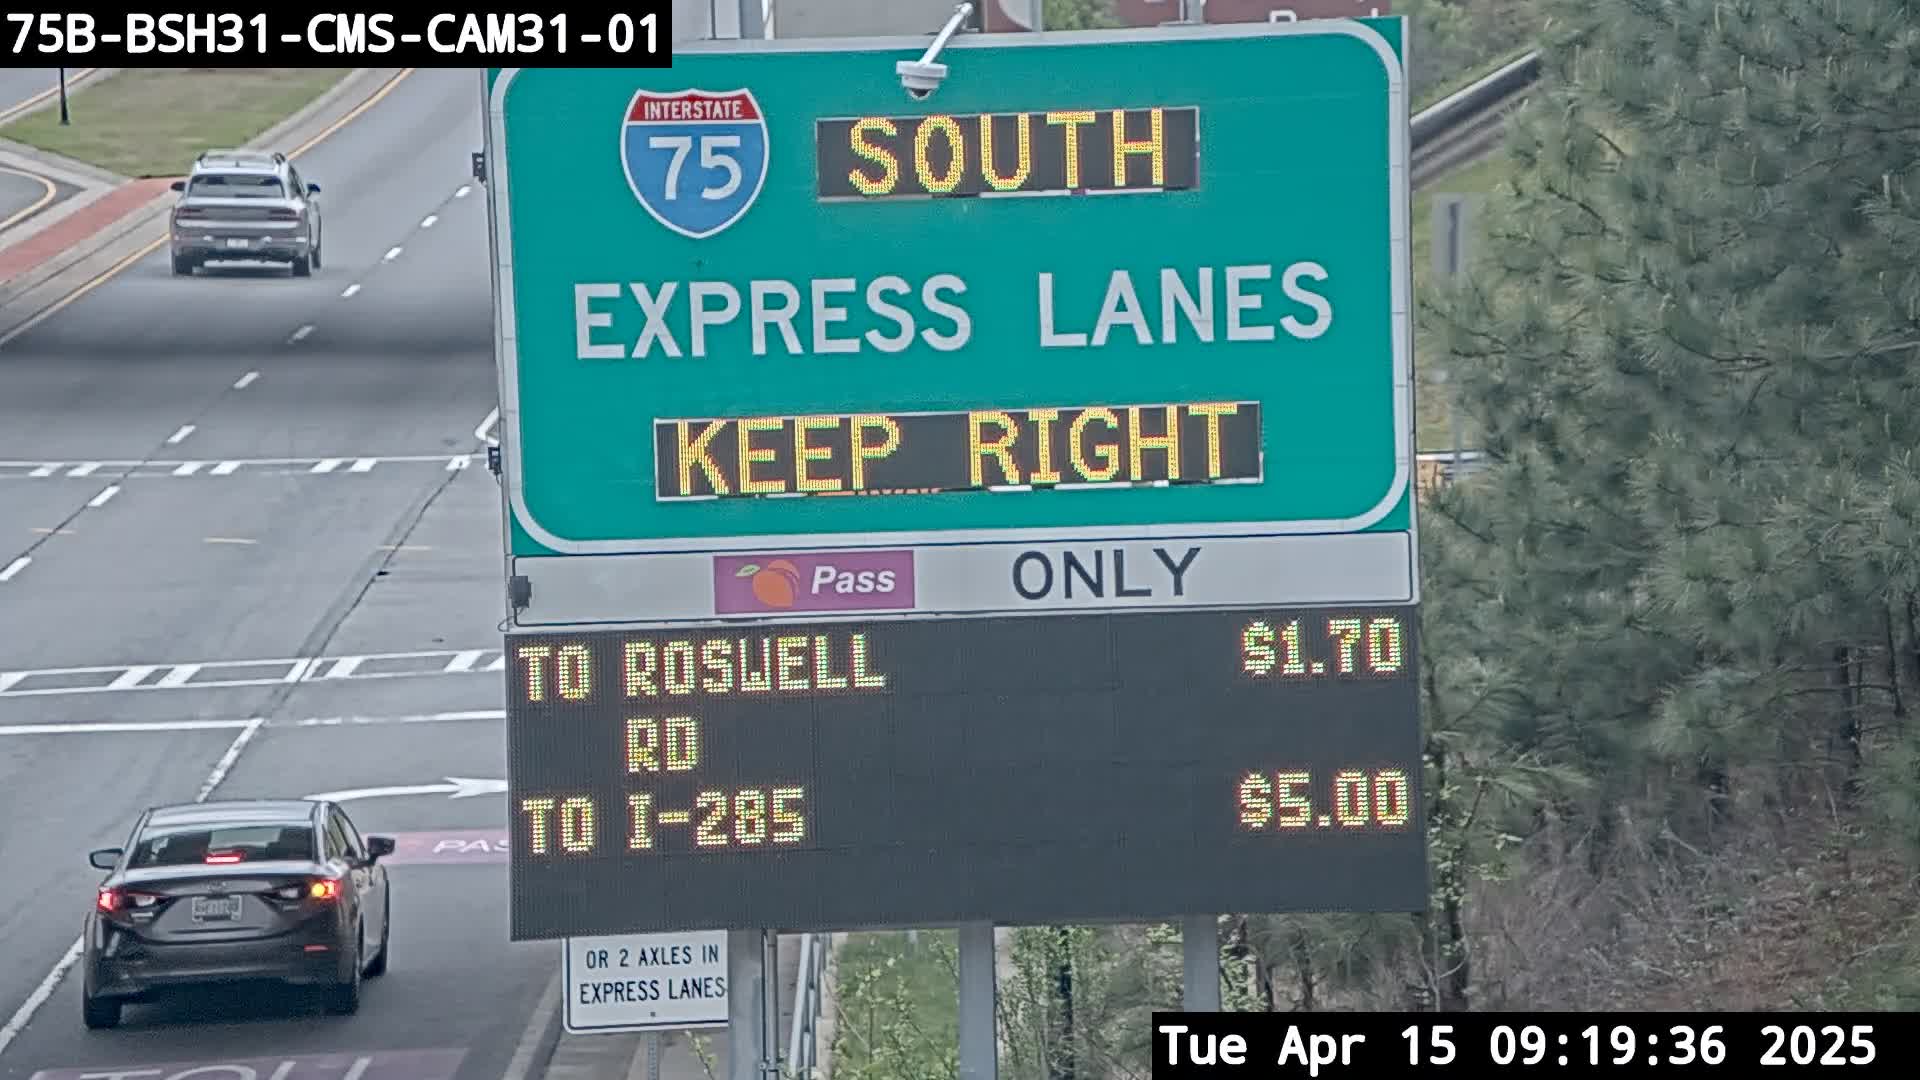 75B-BSH31-CMS-CAM31-01
INTERSTATE
75
SOUTH
EXPRESS LANES
KEEP RIGHT
Pass ONLY
TO ROSWELL $1.70
RD
TO I-285 $5.00
OR 2 AXLES IN
EXPRESS LANES
TOLL
Tue Apr 15 09:19:36 2025